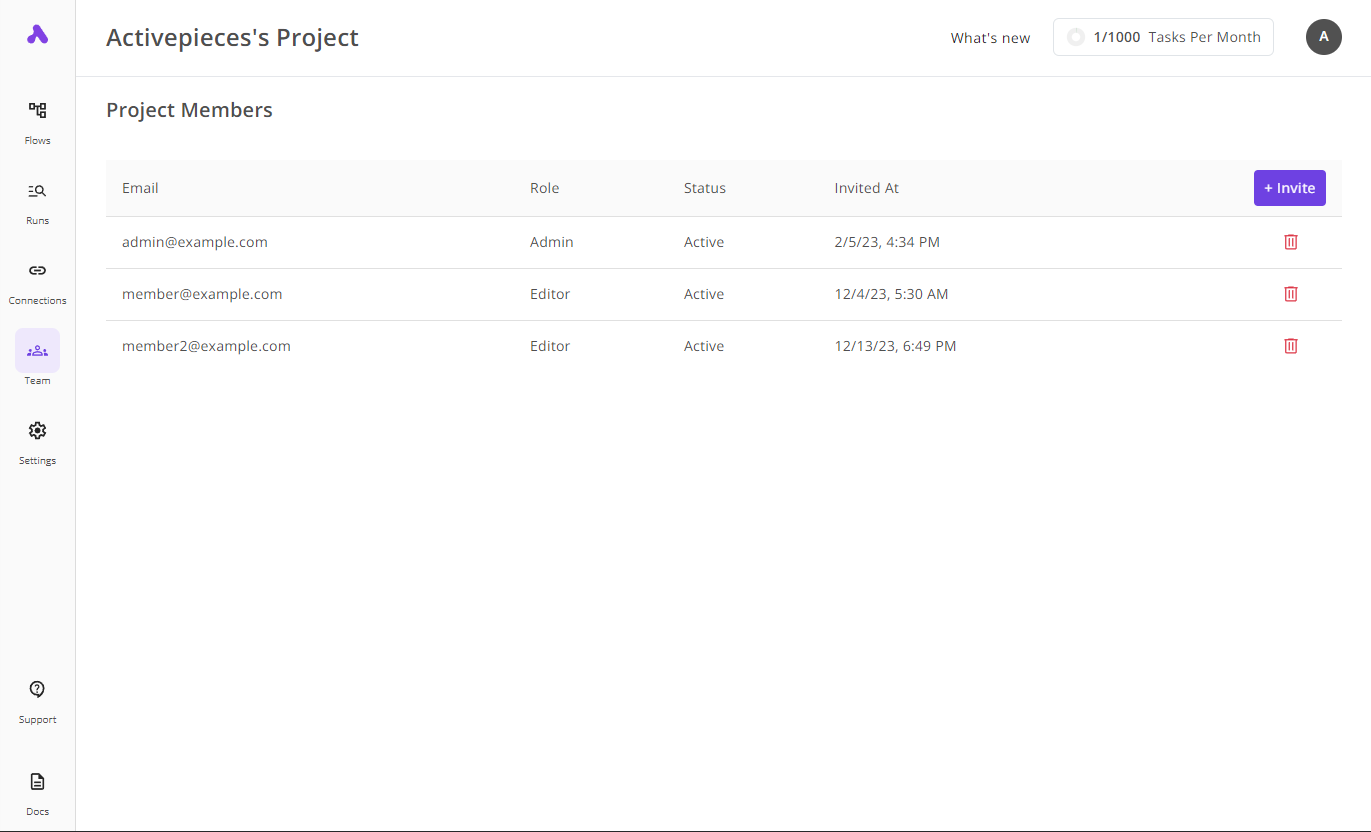 Activepieces's Project
What's new
1/1000 Tasks Per Month
A
Flows
Runs
Connections
Team
Settings
Support
Docs
Project Members
Email Role Status Invited At + Invite
admin@example.com Admin Active 2/5/23, 4:34 PM
member@example.com Editor Active 12/4/23, 5:30 AM
member2@example.com Editor Active 12/13/23, 6:49 PM